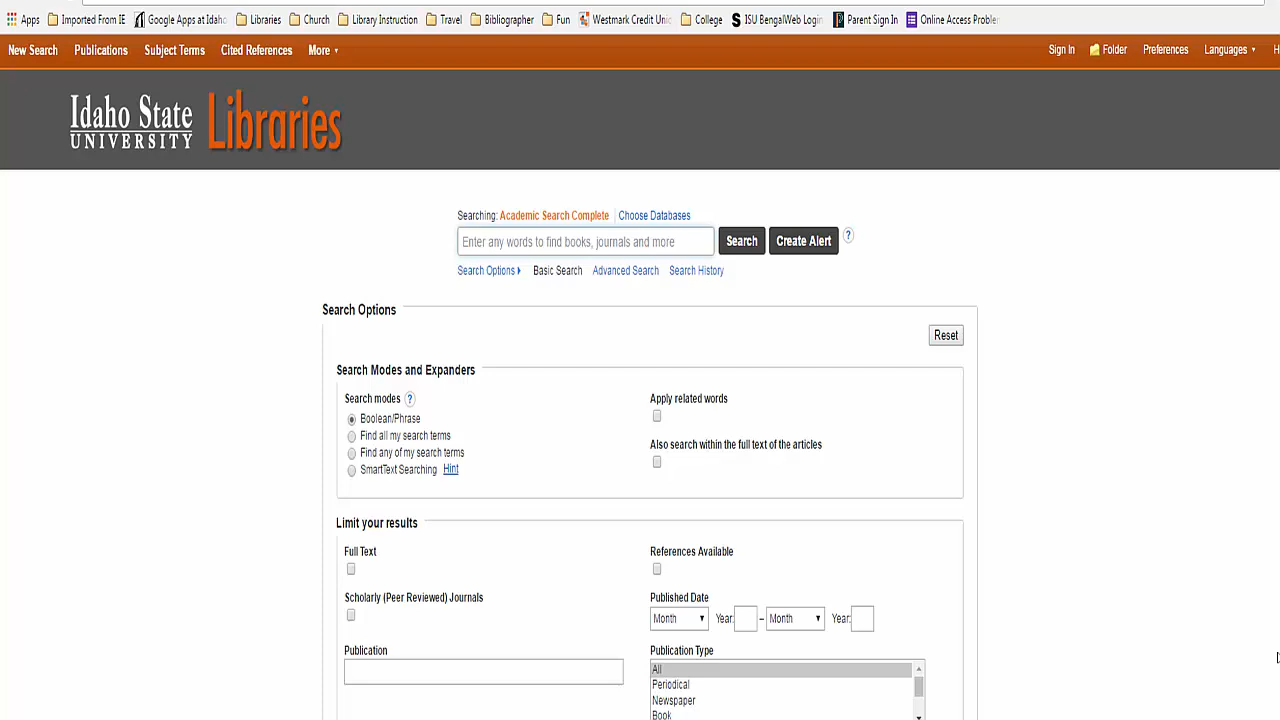 Apps Imported From IE Google Apps at Idaho Libraries Church Library Instruction Travel Bibliographer Fun Westmark Credit Unio College S ISU BengalWeb Login Parent Sign In Online Access Problem
New Search Publications Subject Terms Cited References More Sign In Folder Preferences Languages H
Idaho State
UNIVERSITY
Libraries
Searching: Academic Search Complete Choose Databases
Enter any words to find books, journals and more Search Create Alert ?
Search Options Basic Search Advanced Search Search History
Search Options
Reset
Search Modes and Expanders
Search modes ? Apply related words
Boolean/Phrase
Find all my search terms
Also search within the full text of the articles
Find any of my search terms
SmartText Searching Hint
Limit your results
Full Text References Available
Scholarly (Peer Reviewed) Journals Published Date
Month Year: – Month Year:
Publication Publication Type
All
Periodical
Newspaper
Book